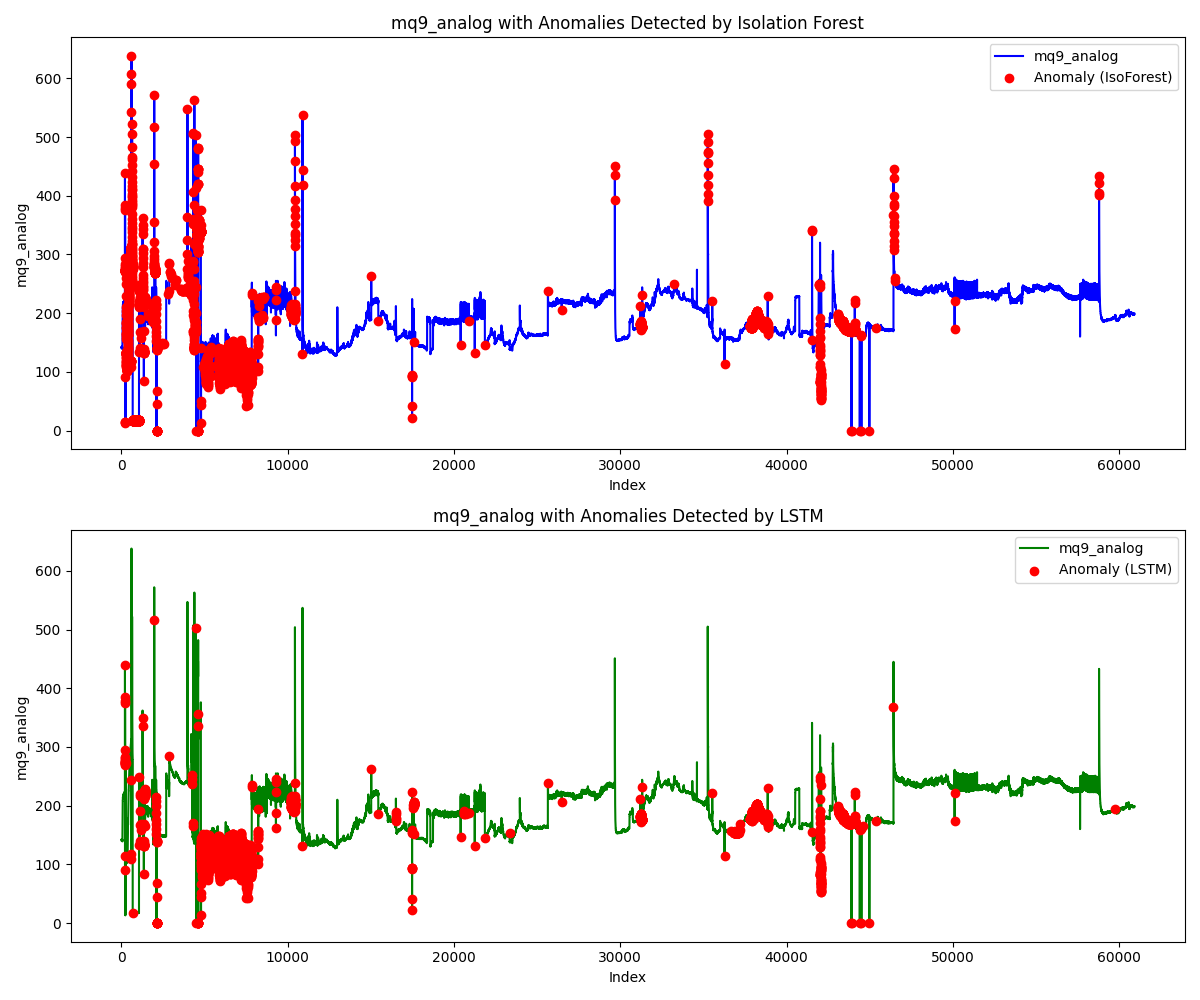 mq9_analog with Anomalies Detected by Isolation Forest
mq9_analog
Anomaly (IsoForest)
mq9_analog
600
500
400
300
200
100
0
0 10000 20000 30000 40000 50000 60000
Index
mq9_analog with Anomalies Detected by LSTM
mq9_analog
Anomaly (LSTM)
mq9_analog
600
500
400
300
200
100
0
0 10000 20000 30000 40000 50000 60000
Index